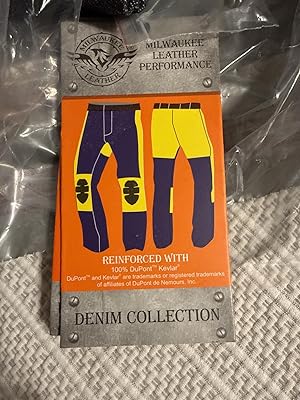 MILWAUKEE
LEATHER
MILWAUKEE
LEATHER
PERFORMANCE
REINFORCED WITH
100% DuPont™ Kevlar®
DuPont™ and Kevlar® are trademarks or registered trademarks
of affiliates of DuPont de Nemours, Inc.
DENIM COLLECTION